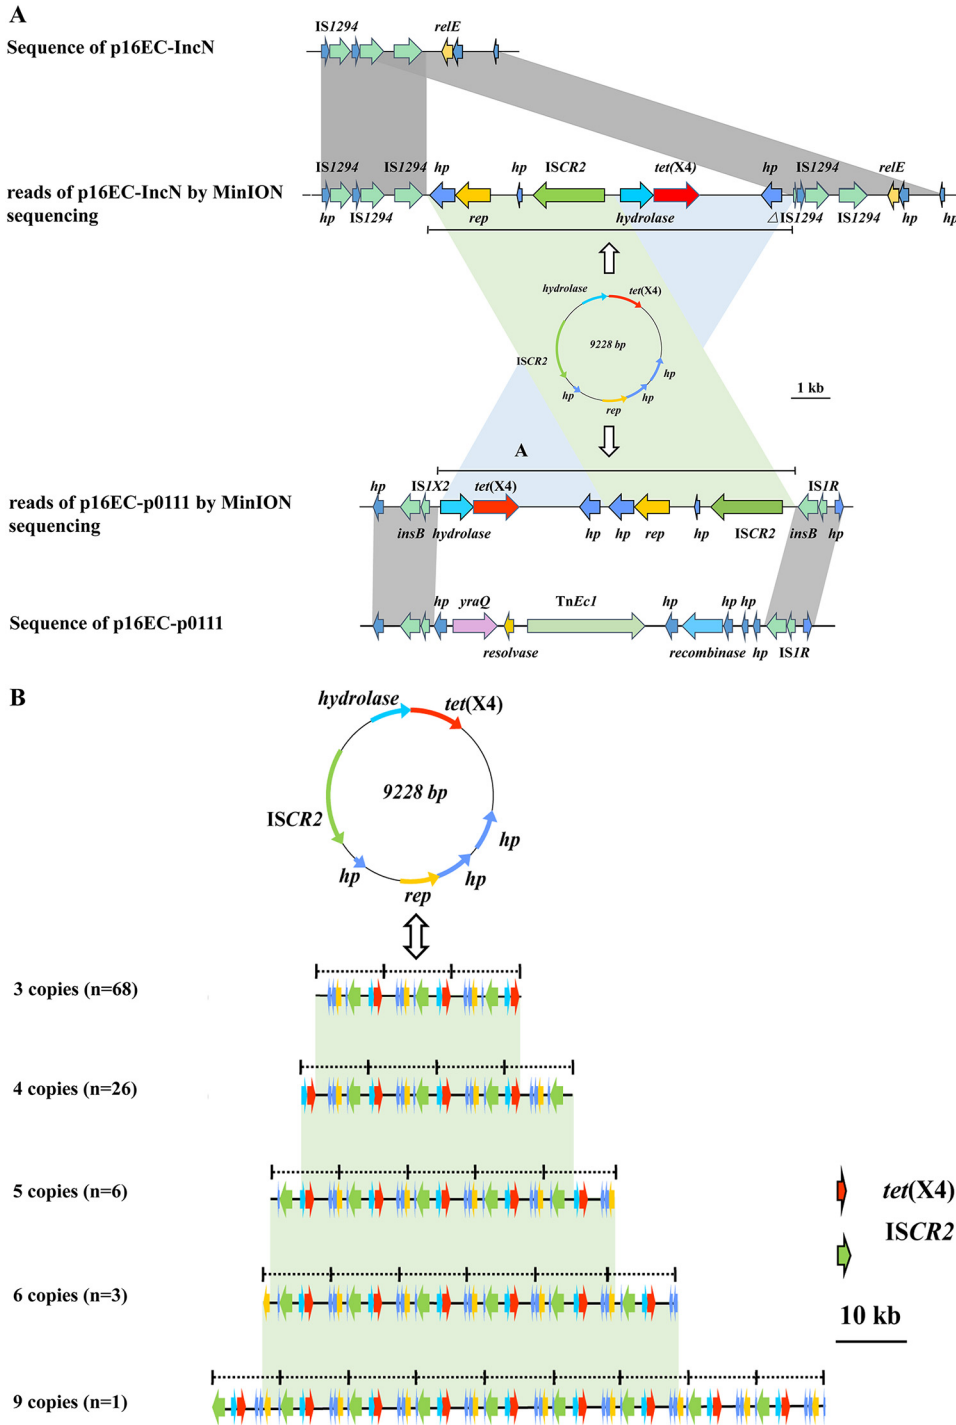 A
IS1294 relE
Sequence of p16EC-IncN
IS1294 IS1294 hp hp ISCR2 tet(X4) hp IS1294 relE
reads of p16EC-IncN by MinION
sequencing
hp IS1294 rep hydrolase △IS1294 IS1294 hp hp
hydrolase tet(X4)
ISCR2 9228 bp hp
hp rep hp
1 kb
A
hp IS1X2 tet(X4) IS1R
reads of p16EC-p0111 by MinION
sequencing
insB hydrolase hp hp rep hp ISCR2 insB hp
hp yraQ TnEc1 hp hp hp
Sequence of p16EC-p0111
resolvase recombinase hp IS1R
B
hydrolase tet(X4)
9228 bp
ISCR2
hp hp
rep hp
3 copies (n=68)
4 copies (n=26)
5 copies (n=6)
tet(X4)
ISCR2
6 copies (n=3)
10 kb
9 copies (n=1)